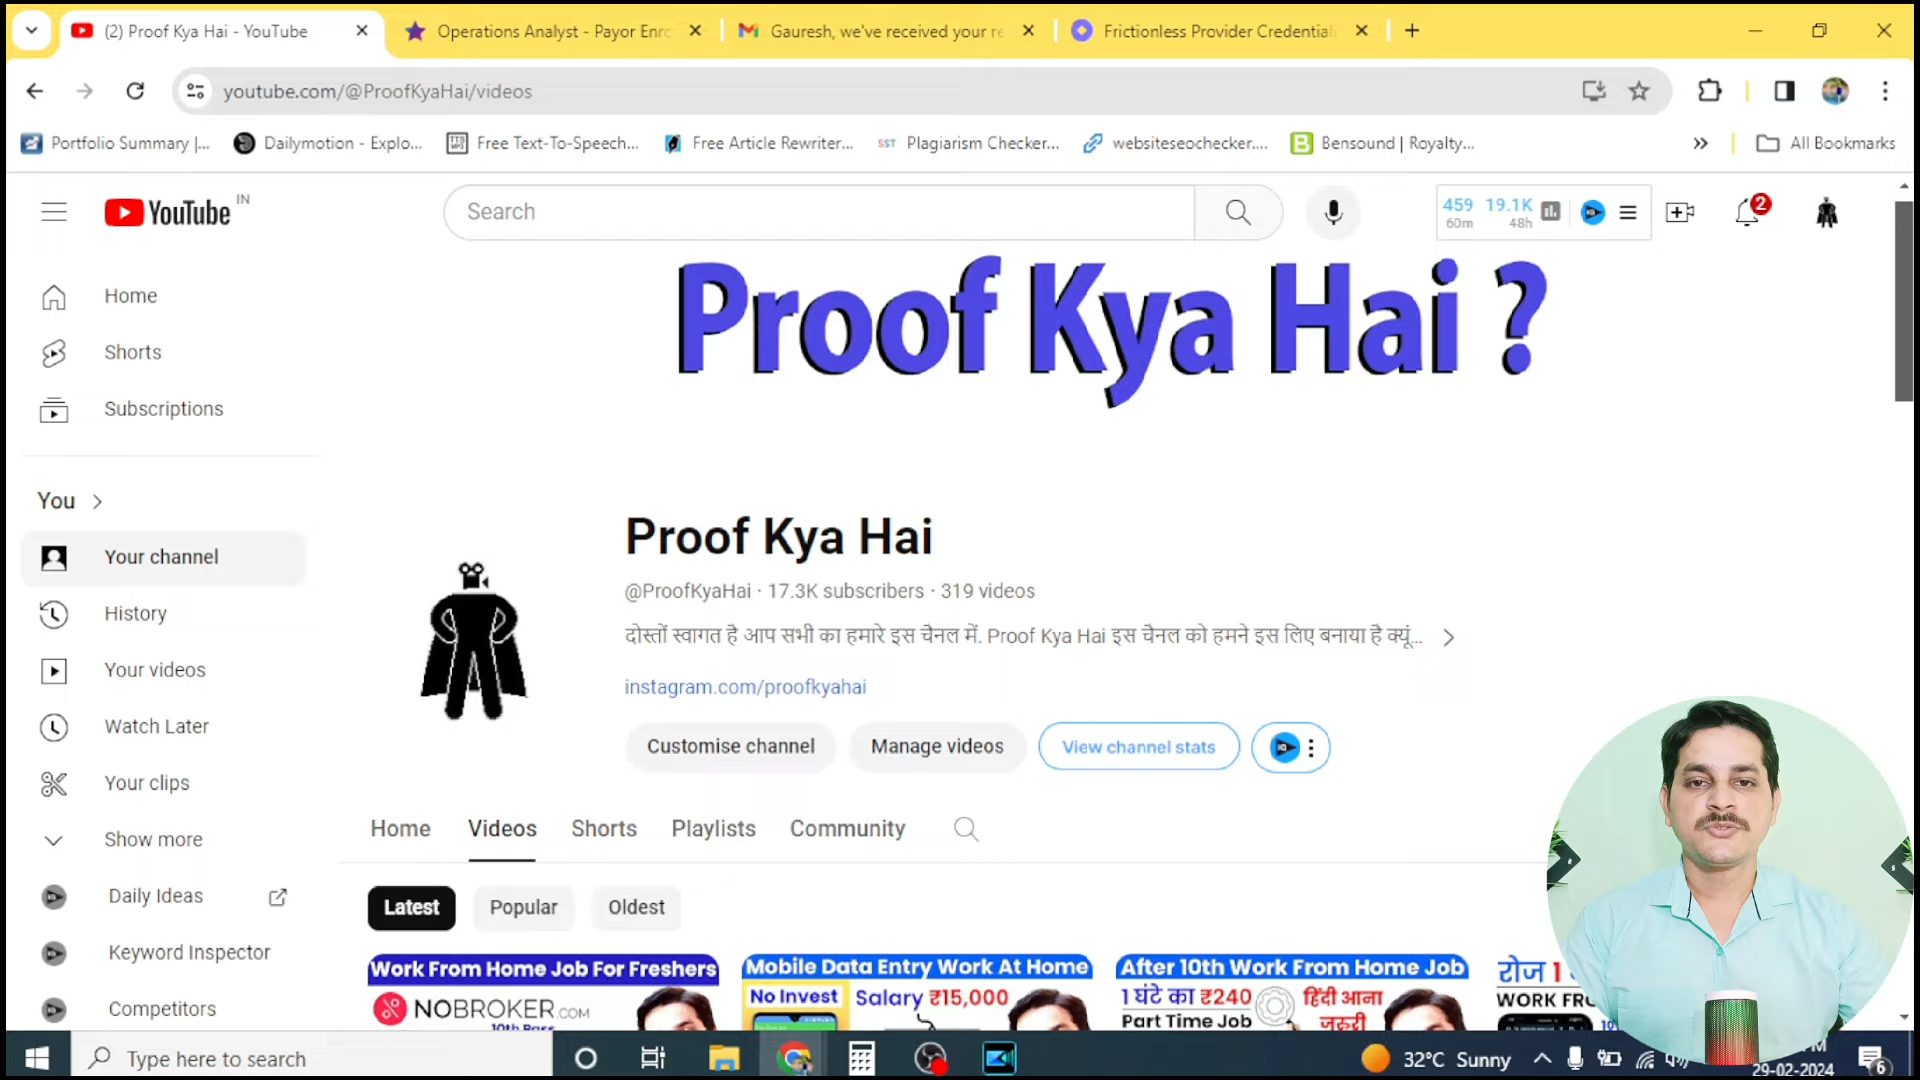 (2) Proof Kya Hai - YouTube
Operations Analyst - Payor Enro
Gauresh, we've received your re
Frictionless Provider Credential
youtube.com/@ProofKyaHai/videos
Portfolio Summary |...
Dailymotion - Explo...
Free Text-To-Speech...
Free Article Rewriter...
SST Plagiarism Checker...
websiteseochecker....
Bensound | Royalty...
All Bookmarks
YouTube IN
Search
459 60m
19.1K 48h
2
Home
Shorts
Subscriptions
You
Your channel
History
Your videos
Watch Later
Your clips
Show more
Daily Ideas
Keyword Inspector
Competitors
Proof Kya Hai ?
Proof Kya Hai
@ProofKyaHai · 17.3K subscribers · 319 videos
दोस्तों स्वागत है आप सभी का हमारे इस चैनल में. Proof Kya Hai इस चैनल को हमने इस लिए बनाया है क्यूं...
instagram.com/proofkyahai
Customise channel
Manage videos
View channel stats
Home Videos Shorts Playlists Community
Latest Popular Oldest
Work From Home Job For Freshers
NOBROKER.COM
10th Pass
Mobile Data Entry Work At Home
No Invest
Salary ₹15,000
After 10th Work From Home Job
1 घंटे का ₹240
Part Time Job
हिंदी आना
जरूरी
रोज 1
WORK FRO
Type here to search
32°C Sunny
29-02-2024
6